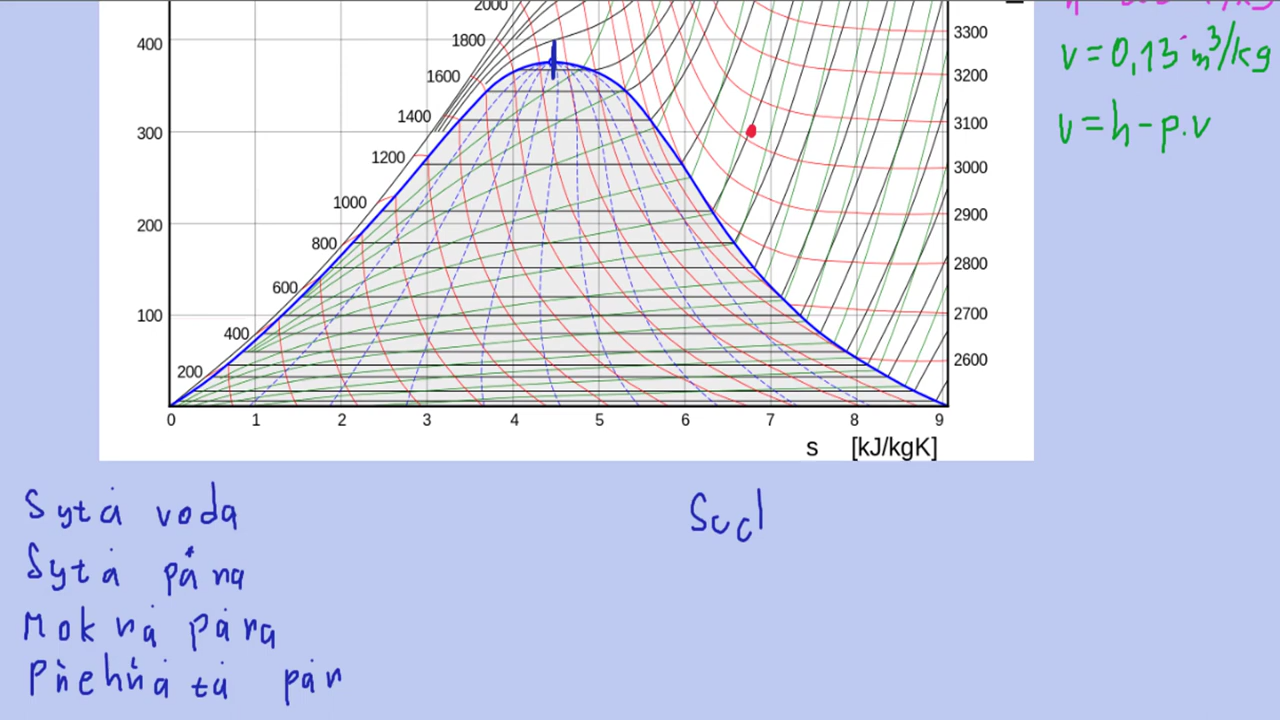 2000
400
1800
1600
1400
300
1200
1000
200
800
600
100
400
200
0 1 2 3 4 5 6 7 8 9
s [kJ/kgK]
3300
3200
3100
3000
2900
2800
2700
2600
v = 0,13 m³/kg
v = h - p.v
Sytá voda
Sytá pára
Mokrá pára
Přehřátá pár
Suc